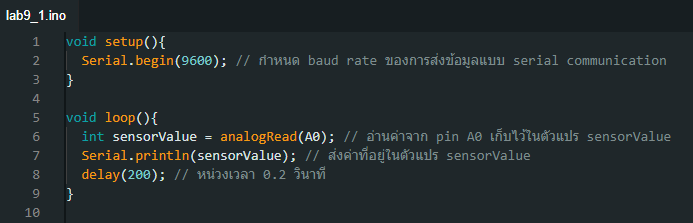 lab9_1.ino
1 void setup(){
2 Serial.begin(9600); // กำหนด baud rate ของการส่งข้อมูลแบบ serial communication
3 }
4
5 void loop(){
6 int sensorValue = analogRead(A0); // อ่านค่าจาก pin A0 เก็บไว้ในตัวแปร sensorValue
7 Serial.println(sensorValue); // ส่งค่าที่อยู่ในตัวแปร sensorValue
8 delay(200); // หน่วงเวลา 0.2 วินาที
9 }
10